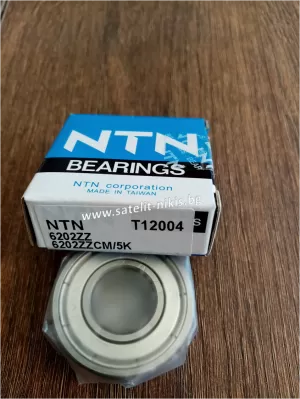 NTN
BEARINGS
NTN corporation
MADE IN TAIWAN
www.satelit-nikis.bg
NTN T12004
6202ZZ
6202ZZCM/5K